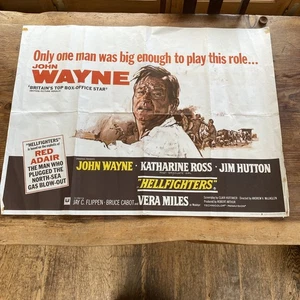 Only one man was big enough to play this role...
JOHN
WAYNE
"BRITAIN'S TOP BOX-OFFICE STAR"
"HELLFIGHTERS"
RED
ADAIR
THE MAN WHO
PLUGGED THE
NORTH-SEA
GAS BLOW-OUT
JOHN WAYNE · KATHARINE ROSS · JIM HUTTON
"HELLFIGHTERS"
JAY C. FLIPPEN · BRUCE CABOT and VERA MILES